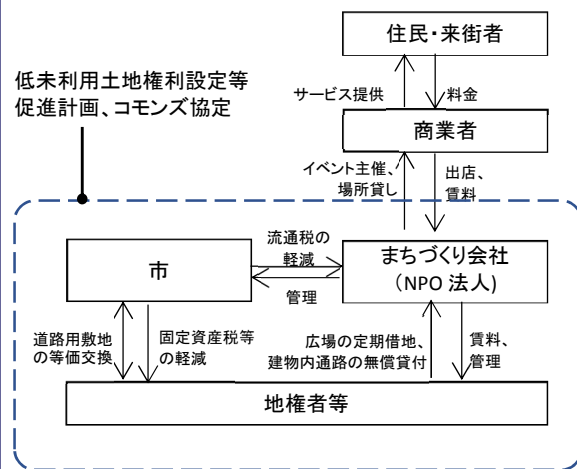 住民・来街者
低未利用土地権利設定等
促進計画、コモンズ協定
サービス提供
料金
商業者
イベント主催、
場所貸し
出店、
賃料
市
流通税の
軽減
管理
まちづくり会社
（NPO 法人)
道路用敷地
の等価交換
固定資産税等
の軽減
広場の定期借地、
建物内通路の無償貸付
賃料、
管理
地権者等